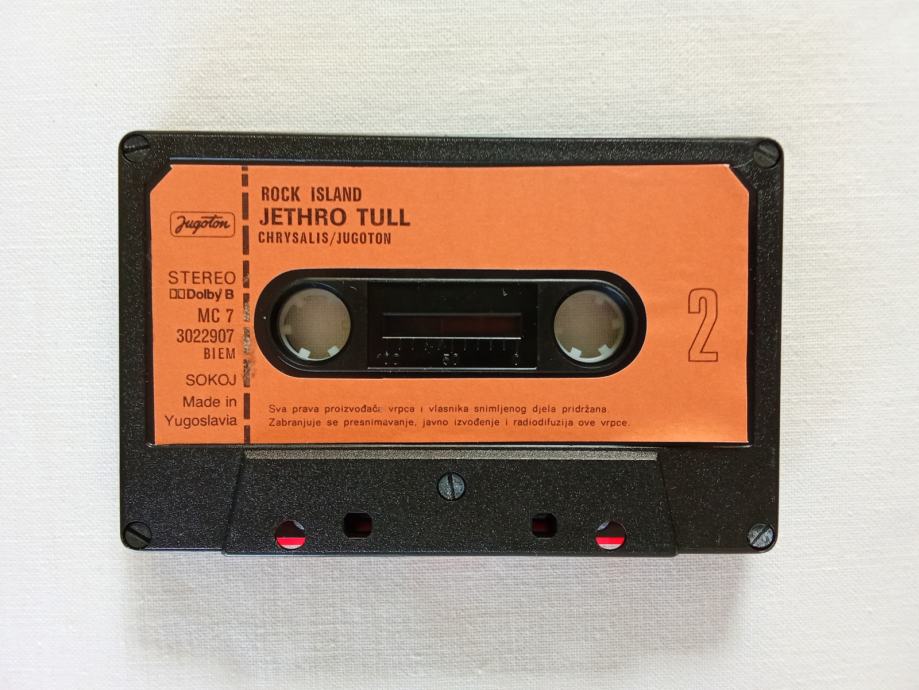 ROCK ISLAND
JETHRO TULL
CHRYSALIS/JUGOTON
Jugoton
STEREO
Dolby B
MC 7
3022907
BIEM
SOKOJ
Made in
Yugoslavia
2
50
Sva prava proizvođača vrpca i vlasnika snimljenog djela pridržana.
Zabranjuje se presnimavanje, javno izvođenje i radiodifuzija ove vrpce.